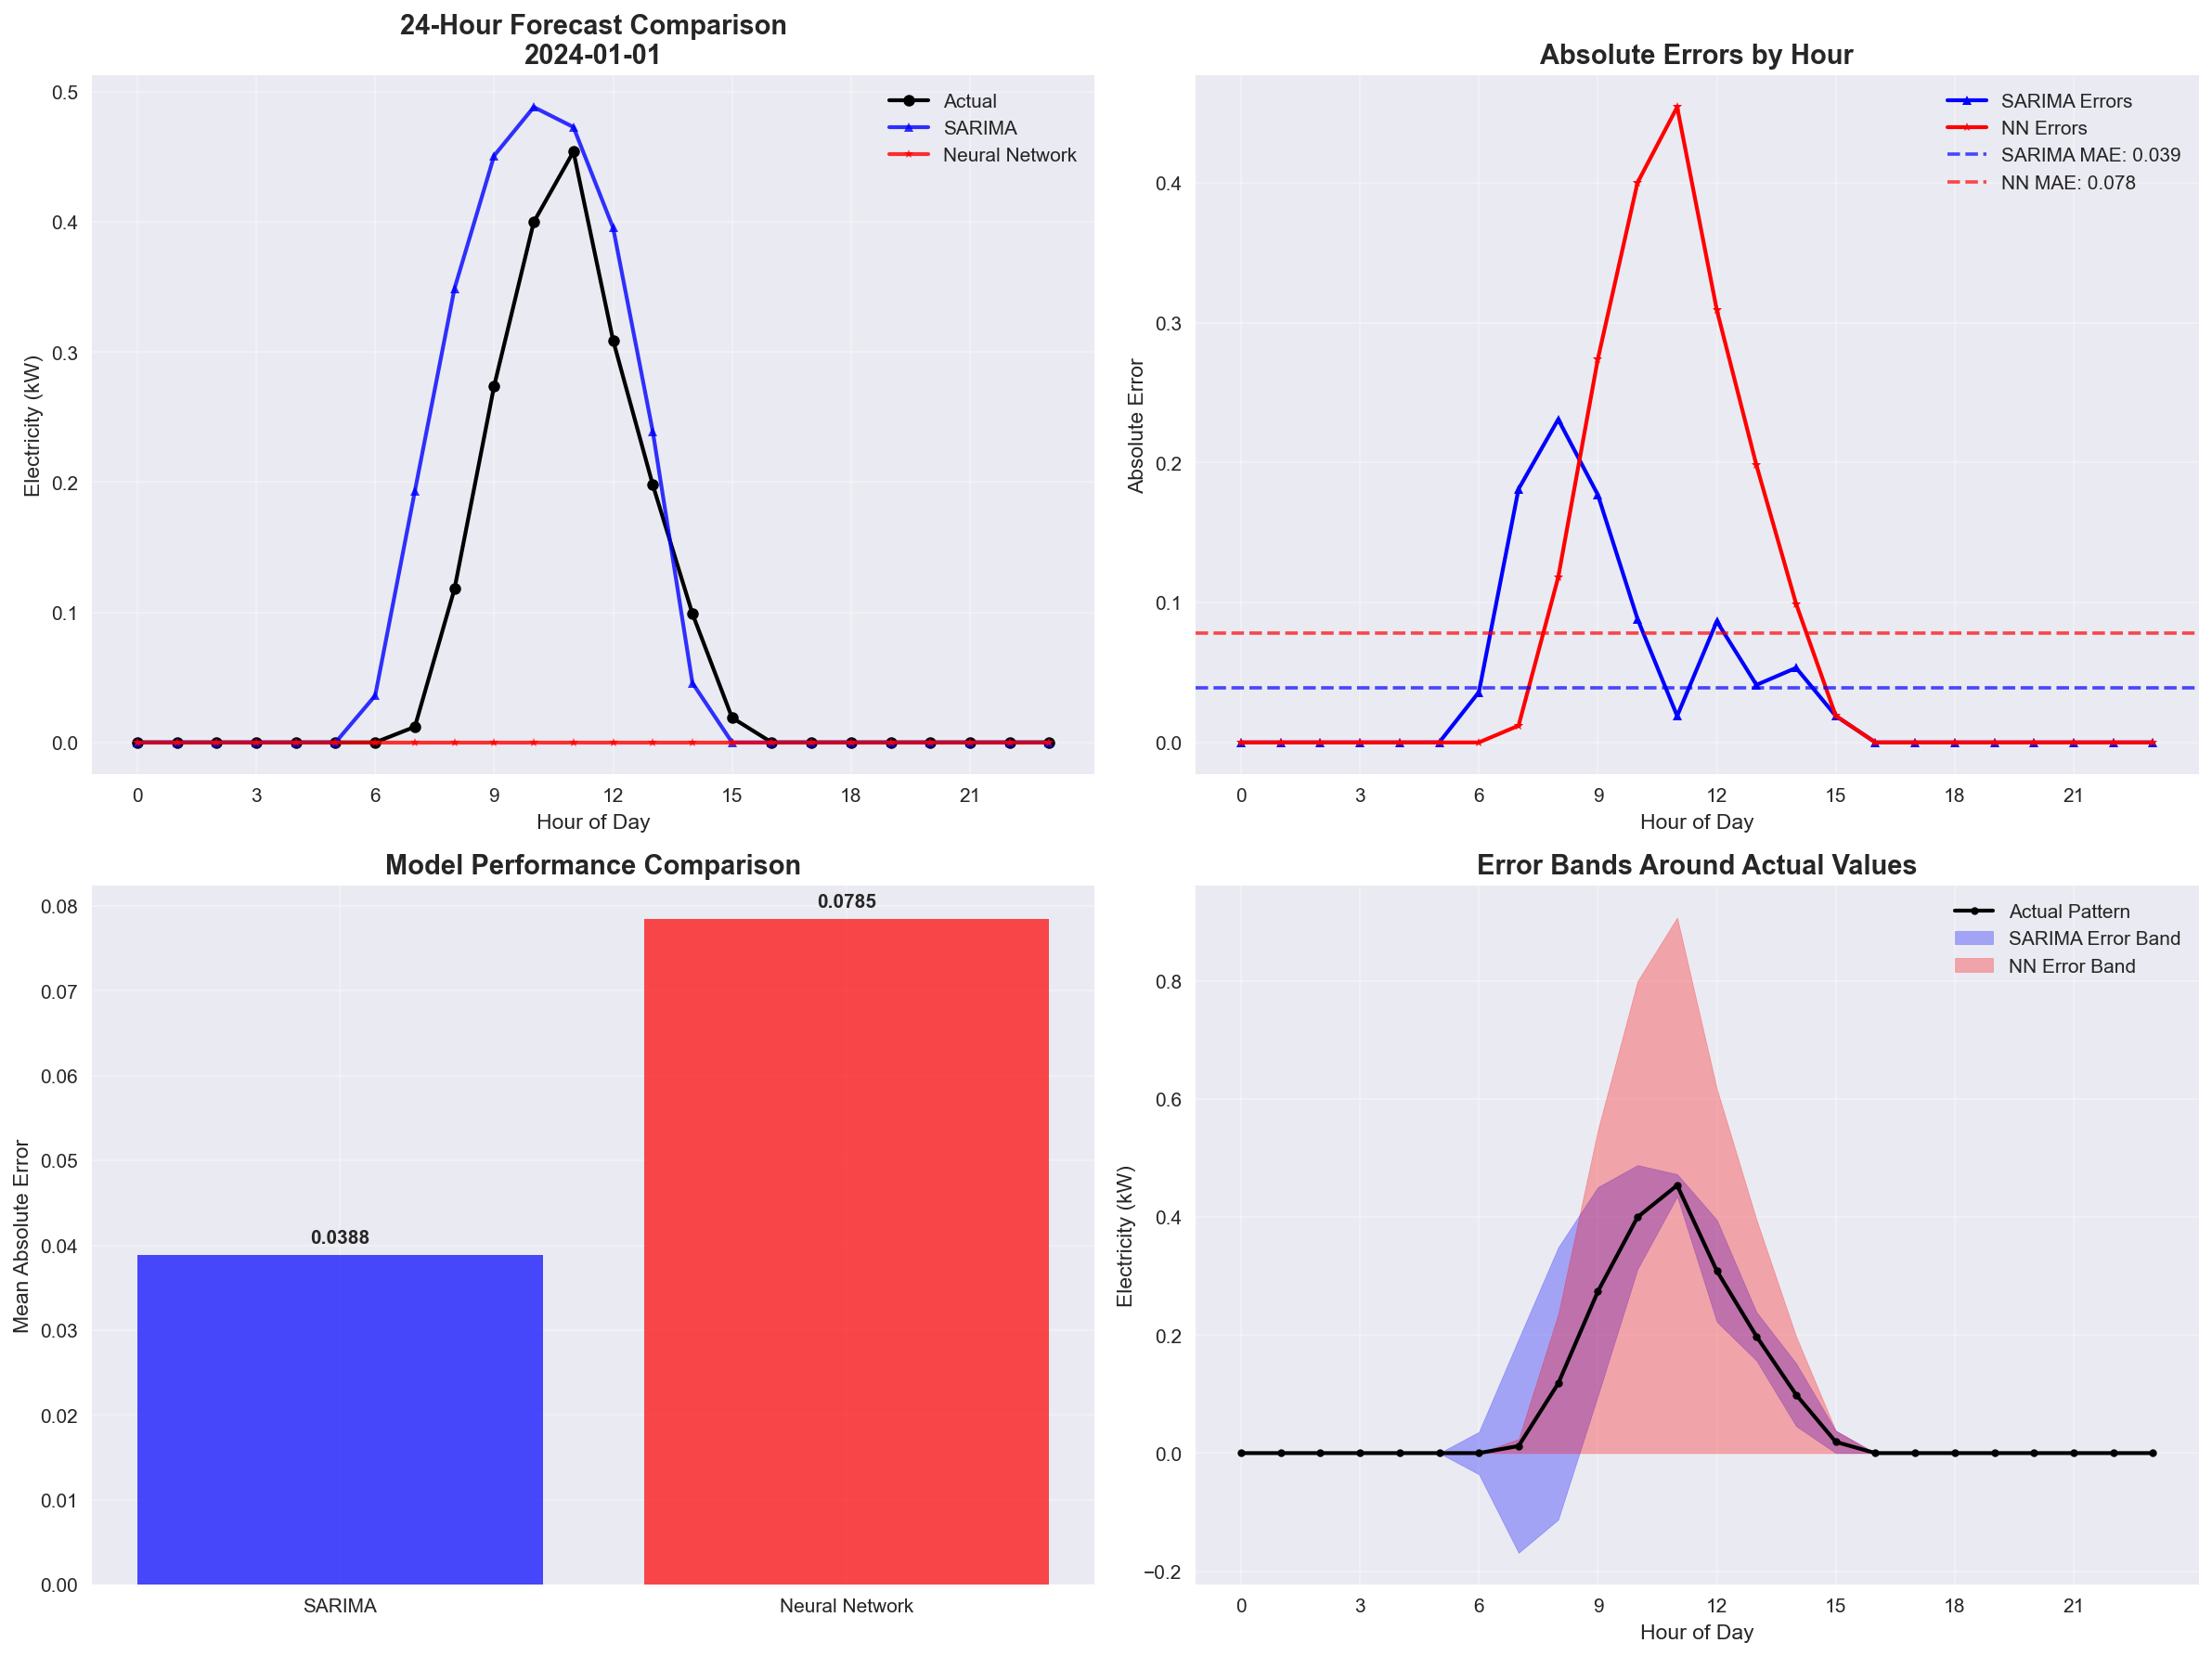 24-Hour Forecast Comparison
2024-01-01
Electricity (kW)
0.5
0.4
0.3
0.2
0.1
0.0
Actual
SARIMA
Neural Network
0 3 6 9 12 15 18 21
Hour of Day
Absolute Errors by Hour
Absolute Error
0.4
0.3
0.2
0.1
0.0
SARIMA Errors
NN Errors
SARIMA MAE: 0.039
NN MAE: 0.078
0 3 6 9 12 15 18 21
Hour of Day
Model Performance Comparison
Mean Absolute Error
0.08
0.07
0.06
0.05
0.04
0.03
0.02
0.01
0.00
0.0388
0.0785
SARIMA Neural Network
Error Bands Around Actual Values
Electricity (kW)
0.8
0.6
0.4
0.2
0.0
−0.2
Actual Pattern
SARIMA Error Band
NN Error Band
0 3 6 9 12 15 18 21
Hour of Day